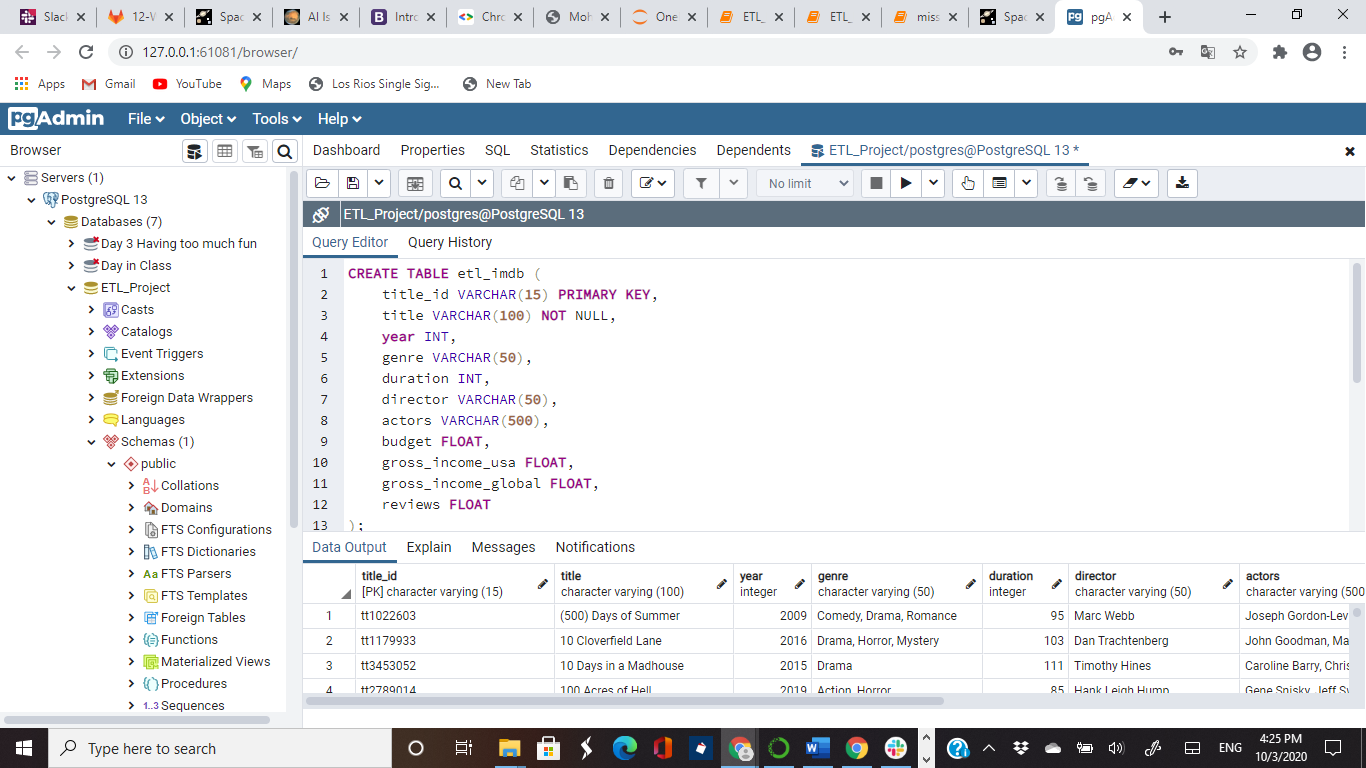 Slack
12-V
Spac
AI Is
Intro
Chro
Moh
One
ETL_
ETL_
miss
Spac
pgA
127.0.0.1:61081/browser/
Apps
Gmail
YouTube
Maps
Los Rios Single Sig...
New Tab
pgAdmin
File
Object
Tools
Help
Browser
Dashboard
Properties
SQL
Statistics
Dependencies
Dependents
ETL_Project/postgres@PostgreSQL 13 *
Servers (1)
PostgreSQL 13
Databases (7)
Day 3 Having too much fun
Day in Class
ETL_Project
Casts
Catalogs
Event Triggers
Extensions
Foreign Data Wrappers
Languages
Schemas (1)
public
Collations
Domains
FTS Configurations
FTS Dictionaries
FTS Parsers
FTS Templates
Foreign Tables
Functions
Materialized Views
Procedures
1..3 Sequences
No limit
ETL_Project/postgres@PostgreSQL 13
Query Editor
Query History
1 CREATE TABLE etl_imdb (
2 title_id VARCHAR(15) PRIMARY KEY,
3 title VARCHAR(100) NOT NULL,
4 year INT,
5 genre VARCHAR(50),
6 duration INT,
7 director VARCHAR(50),
8 actors VARCHAR(500),
9 budget FLOAT,
10 gross_income_usa FLOAT,
11 gross_income_global FLOAT,
12 reviews FLOAT
13 );
Data Output
Explain
Messages
Notifications
title_id title year genre duration director actors
[PK] character varying (15) character varying (100) integer character varying (50) integer character varying (50) character varying (500
1 tt1022603 (500) Days of Summer 2009 Comedy, Drama, Romance 95 Marc Webb Joseph Gordon-Lev
2 tt1179933 10 Cloverfield Lane 2016 Drama, Horror, Mystery 103 Dan Trachtenberg John Goodman, Ma
3 tt3453052 10 Days in a Madhouse 2015 Drama 111 Timothy Hines Caroline Barry, Chris
4 tt2789014 100 Acres of Hell 2019 Action, Horror 85 Hank Leigh Hump Gene Snisky, Jeff S
Type here to search
ENG
4:25 PM
10/3/2020